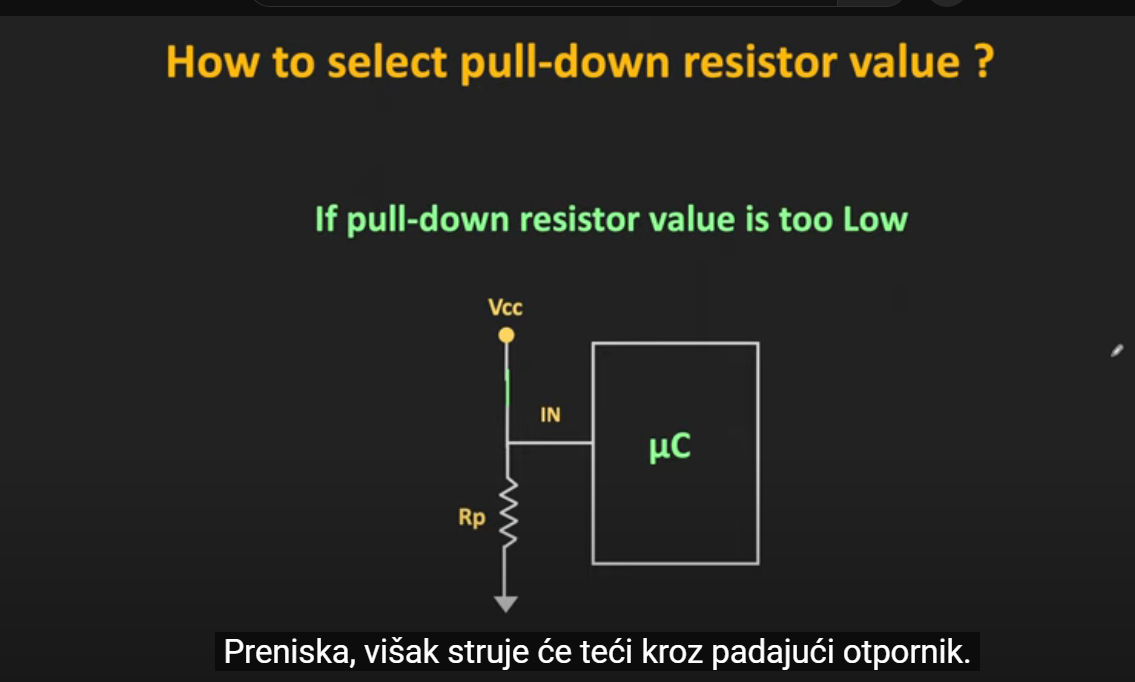 How to select pull-down resistor value ?
If pull-down resistor value is too Low
Vcc
IN
µC
Rp
Preniska, višak struje će teći kroz padajući otpornik.